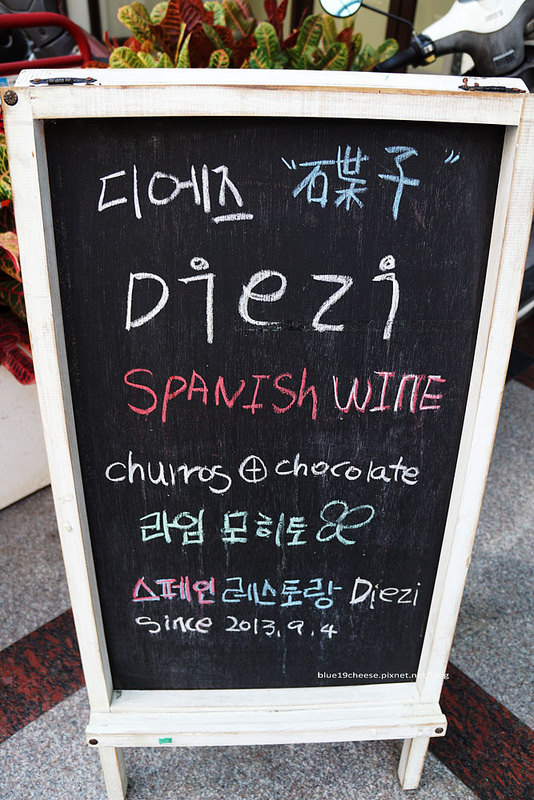 디에즈 "碟子"
Diezi
SPANISH WINE
churros ⊕ chocolate
라임 모히토
스페인 레스토랑 Diezi
since 2013.9.4
blue19cheese.pixnet.net/blog